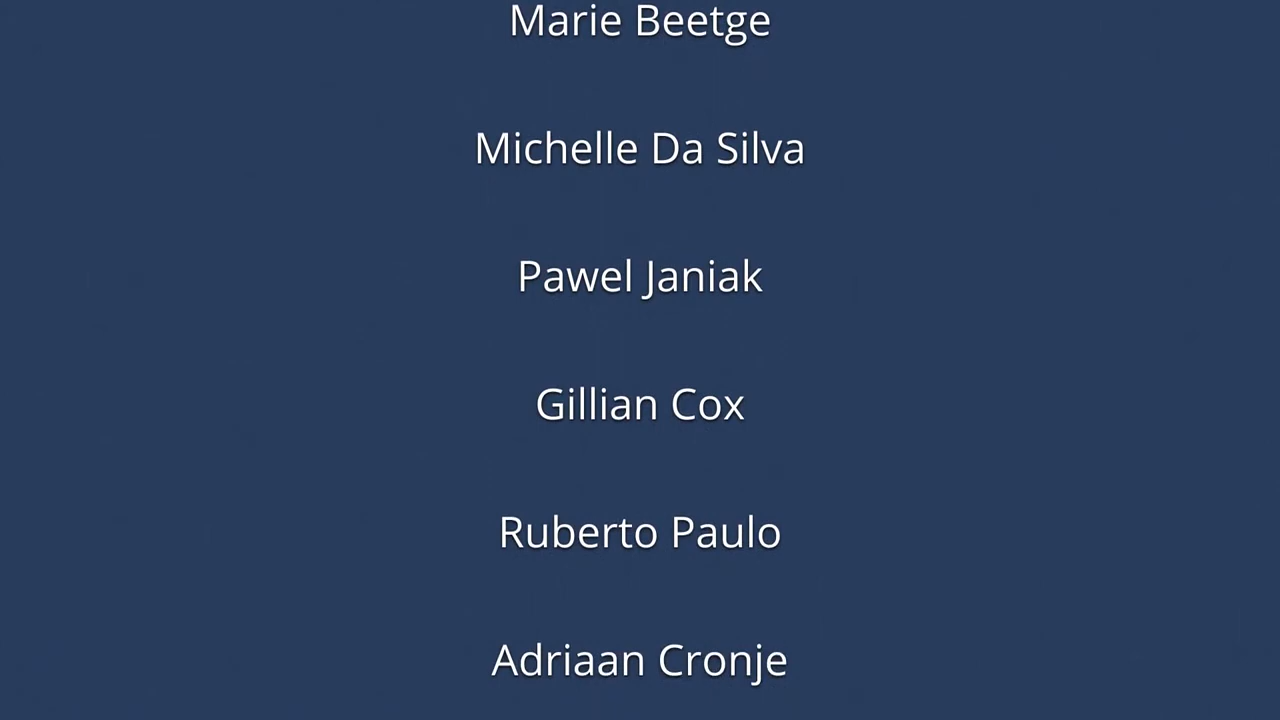 Marie Beetge
Michelle Da Silva
Pawel Janiak
Gillian Cox
Ruberto Paulo
Adriaan Cronje